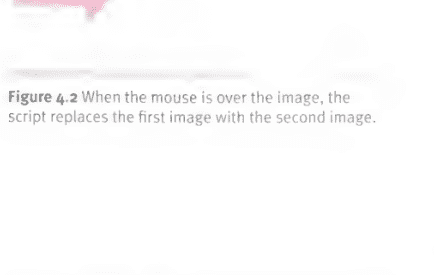 Figure 4.2 When the mouse is over the image, the
script replaces the first image with the second image.